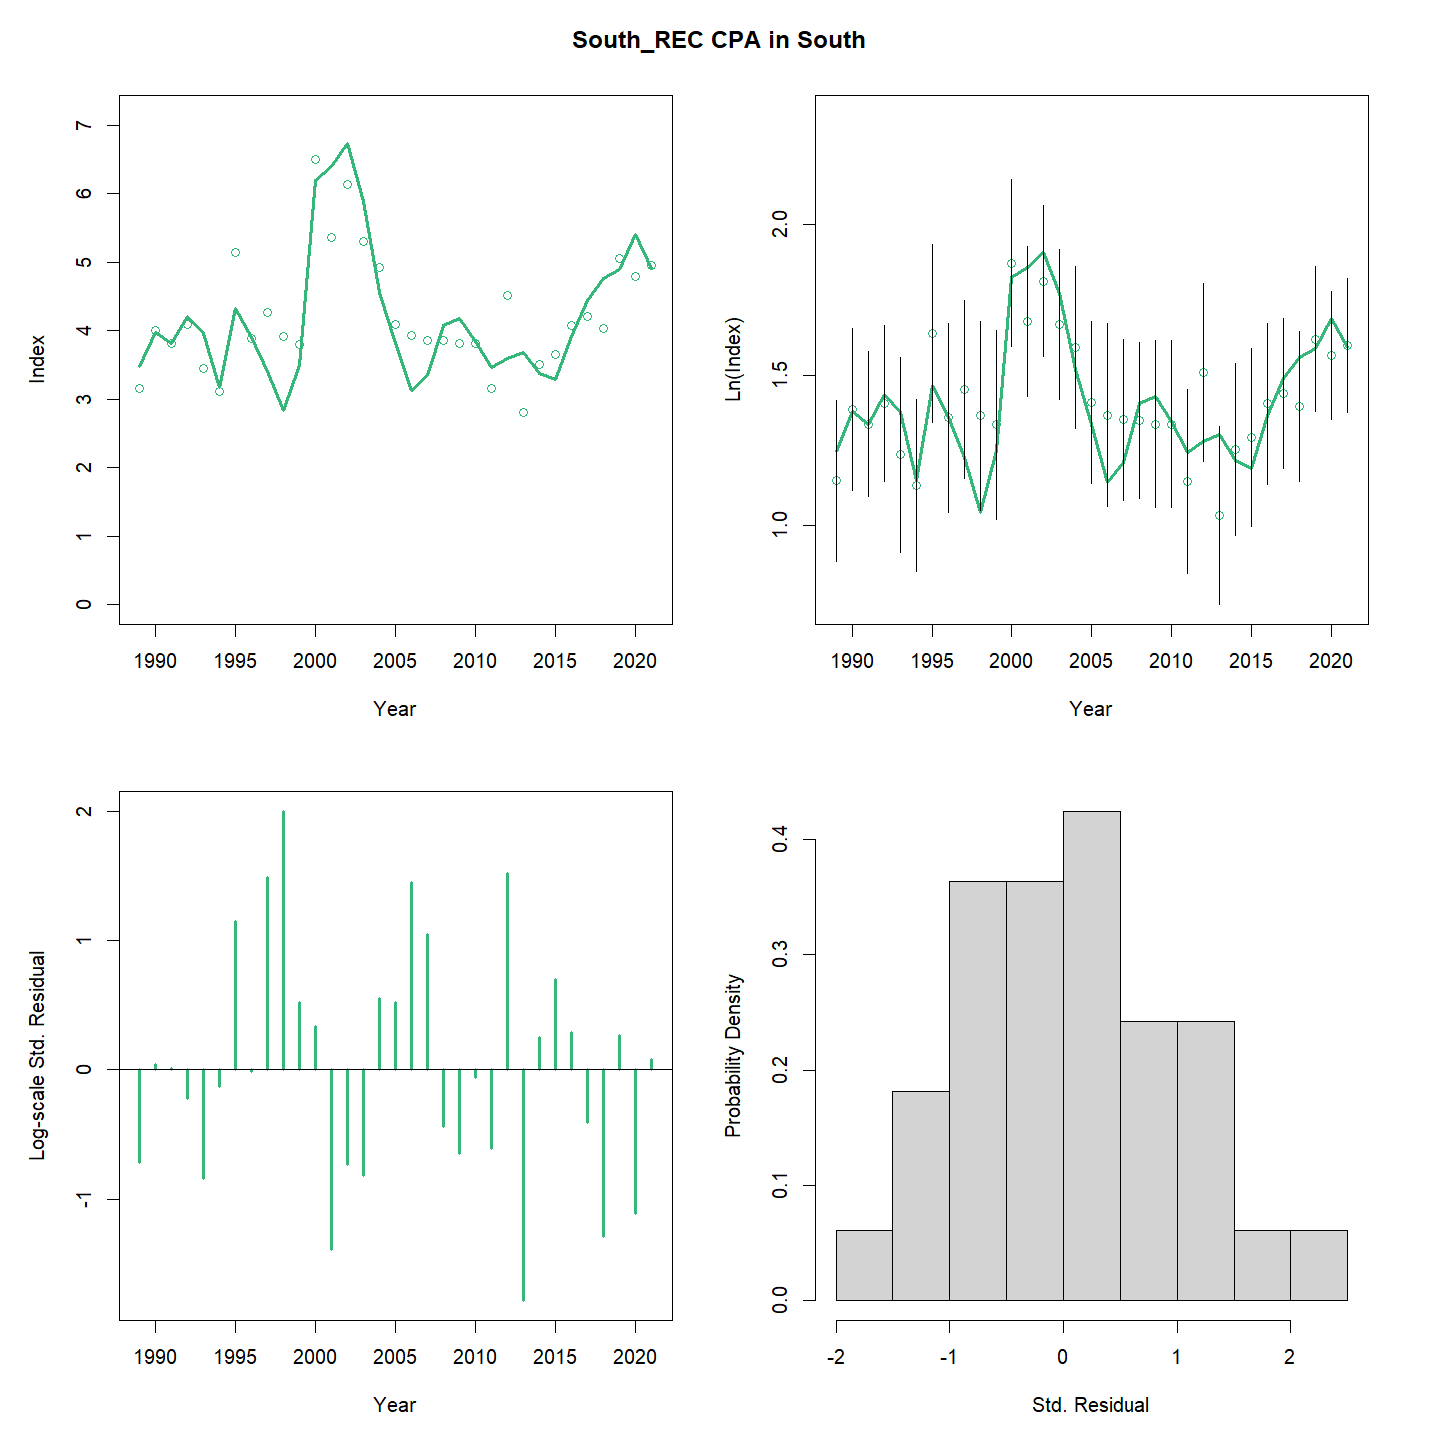 South_REC CPA in South
Index
7
6
5
4
3
2
1
0
1990 1995 2000 2005 2010 2015 2020
Year
Ln(Index)
2.0
1.5
1.0
1990 1995 2000 2005 2010 2015 2020
Year
Log-scale Std. Residual
2
1
0
-1
1990 1995 2000 2005 2010 2015 2020
Year
Probability Density
0.4
0.3
0.2
0.1
0.0
-2 -1 0 1 2
Std. Residual